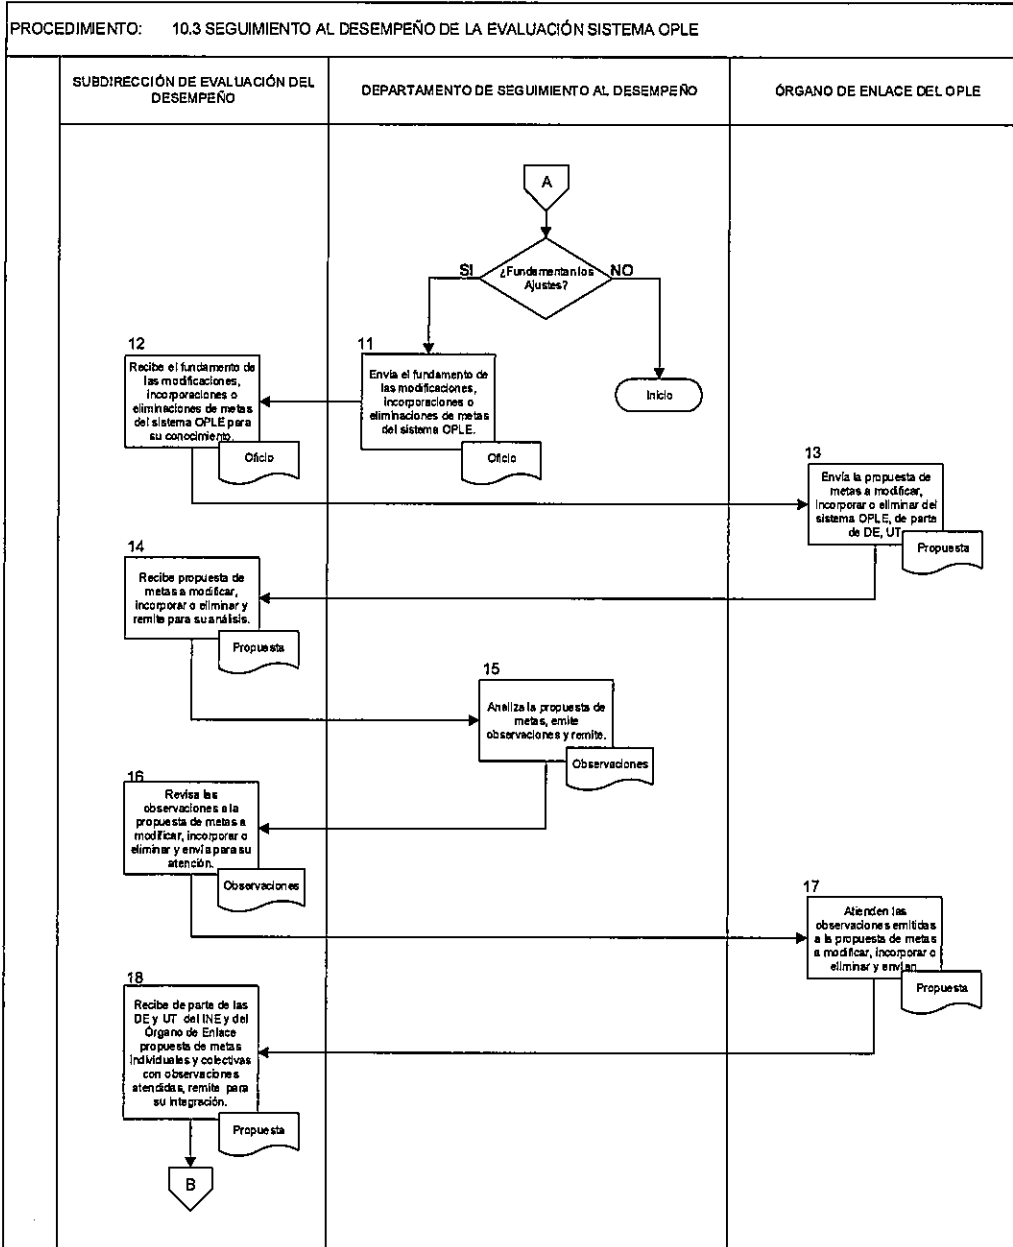 PROCEDIMIENTO: 10.3 SEGUIMIENTO AL DESEMPEÑO DE LA EVALUACIÓN SISTEMA OPLE
SUBDIRECCIÓN DE EVALUACIÓN DEL
DESEMPEÑO
DEPARTAMENTO DE SEGUIMIENTO AL DESEMPEÑO
ÓRGANO DE ENLACE DEL OPLE
A
¿Fundamentan los
Ajustes?
SI
NO
Inicio
11
Envía el fundamento de
las modificaciones,
incorporaciones o
eliminaciones de metas
del sistema OPLE.
Oficio
12
Recibe el fundamento de
las modificaciones,
incorporaciones o
eliminaciones de metas
del sistema OPLE para
su conocimiento.
Oficio
13
Envía la propuesta de
metas a modificar,
incorporar o eliminar del
sistema OPLE, de parte
de DE, UT
Propuesta
14
Recibe propuesta de
metas a modificar,
incorporar o eliminar y
remite para su análisis.
Propuesta
15
Analiza la propuesta de
metas, emite
observaciones y remite.
Observaciones
16
Revisa las
observaciones a la
propuesta de metas a
modificar, incorporar o
eliminar y envía para su
atención.
Observaciones
17
Atienden las
observaciones emitidas
a la propuesta de metas
a modificar, incorporar o
eliminar y envían
Propuesta
18
Recibe de parte de las
DE y UT del INE y del
Órgano de Enlace
propuesta de metas
individuales y colectivas
con observaciones
atendidas, remite para
su integración.
Propuesta
B